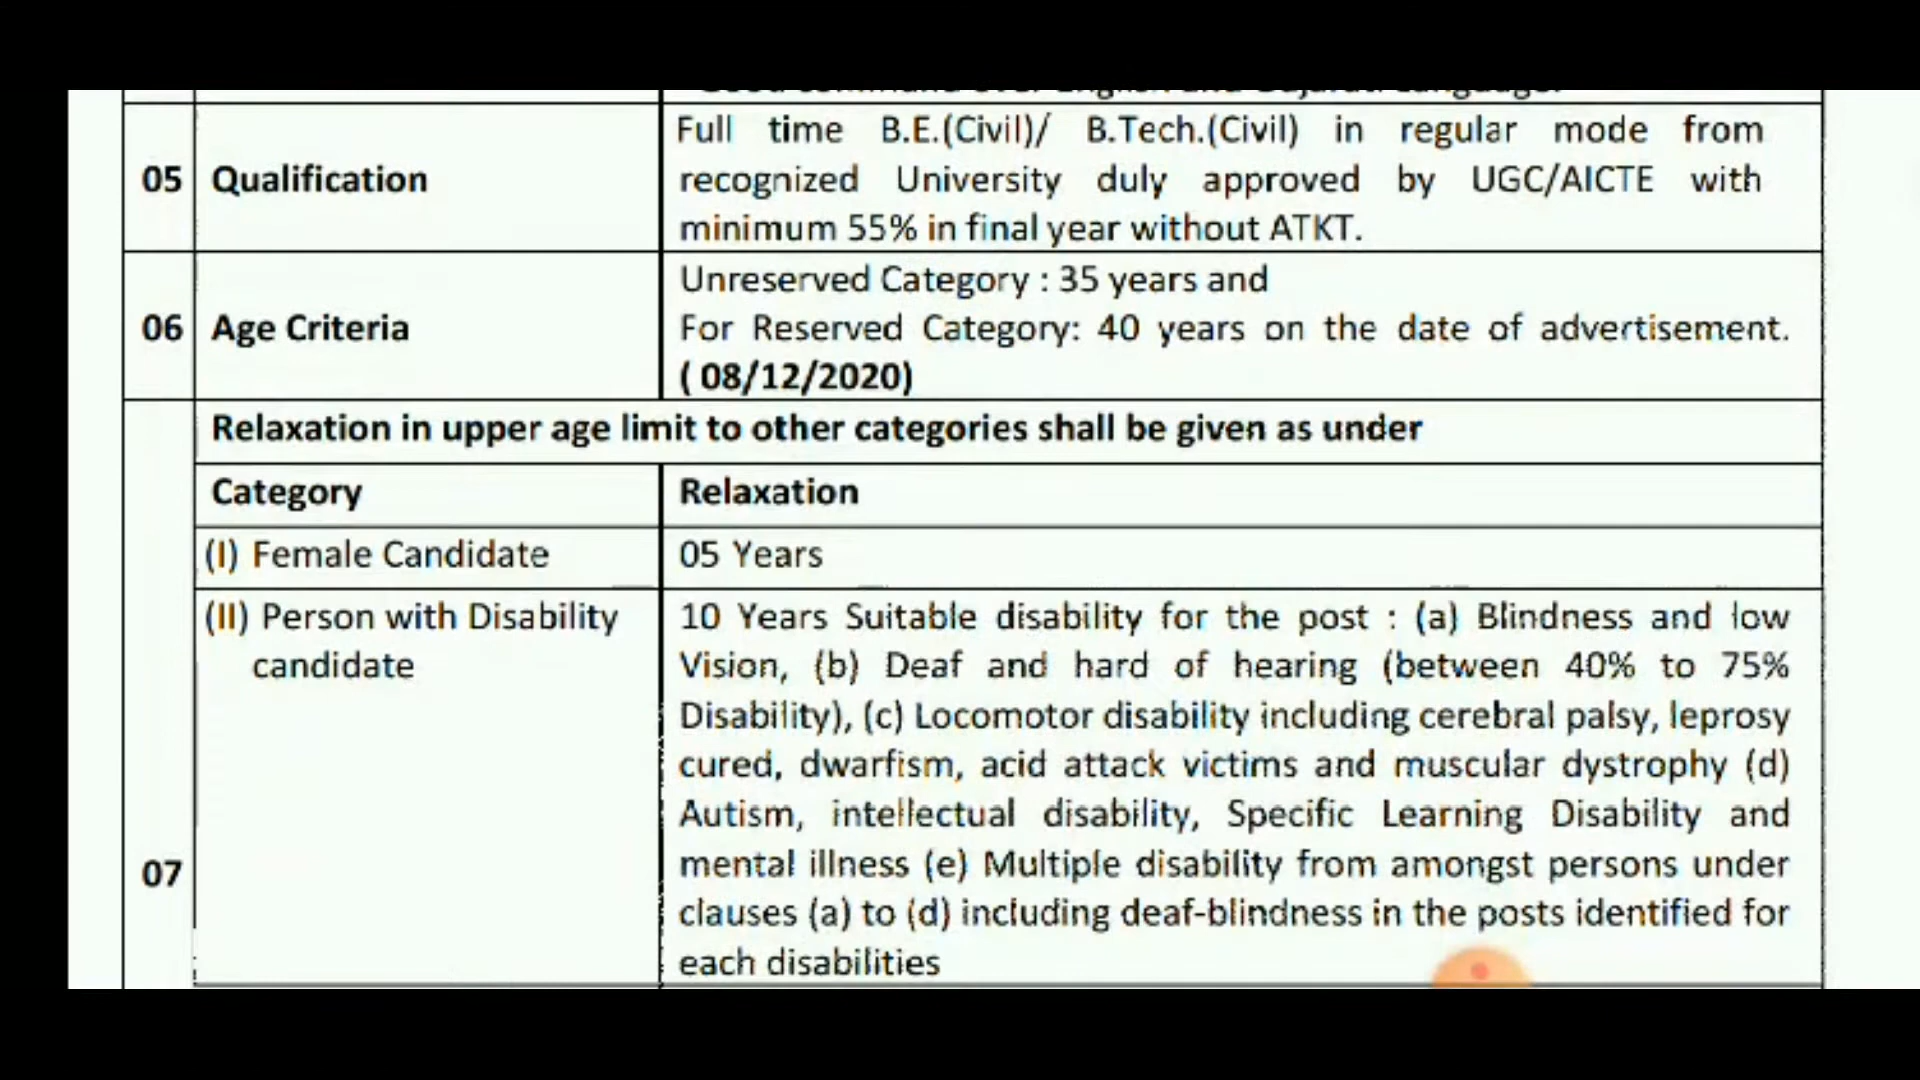 Good command over English and Gujarati Language.
Full time B.E.(Civil)/ B.Tech.(Civil) in regular mode from
05 Qualification recognized University duly approved by UGC/AICTE with
minimum 55% in final year without ATKT.
Unreserved Category : 35 years and
06 Age Criteria For Reserved Category: 40 years on the date of advertisement.
( 08/12/2020)
Relaxation in upper age limit to other categories shall be given as under
Category Relaxation
(I) Female Candidate 05 Years
(II) Person with Disability 10 Years Suitable disability for the post : (a) Blindness and low
candidate Vision, (b) Deaf and hard of hearing (between 40% to 75%
Disability), (c) Locomotor disability including cerebral palsy, leprosy
cured, dwarfism, acid attack victims and muscular dystrophy (d)
Autism, intellectual disability, Specific Learning Disability and
07 mental illness (e) Multiple disability from amongst persons under
clauses (a) to (d) including deaf-blindness in the posts identified for
each disabilities